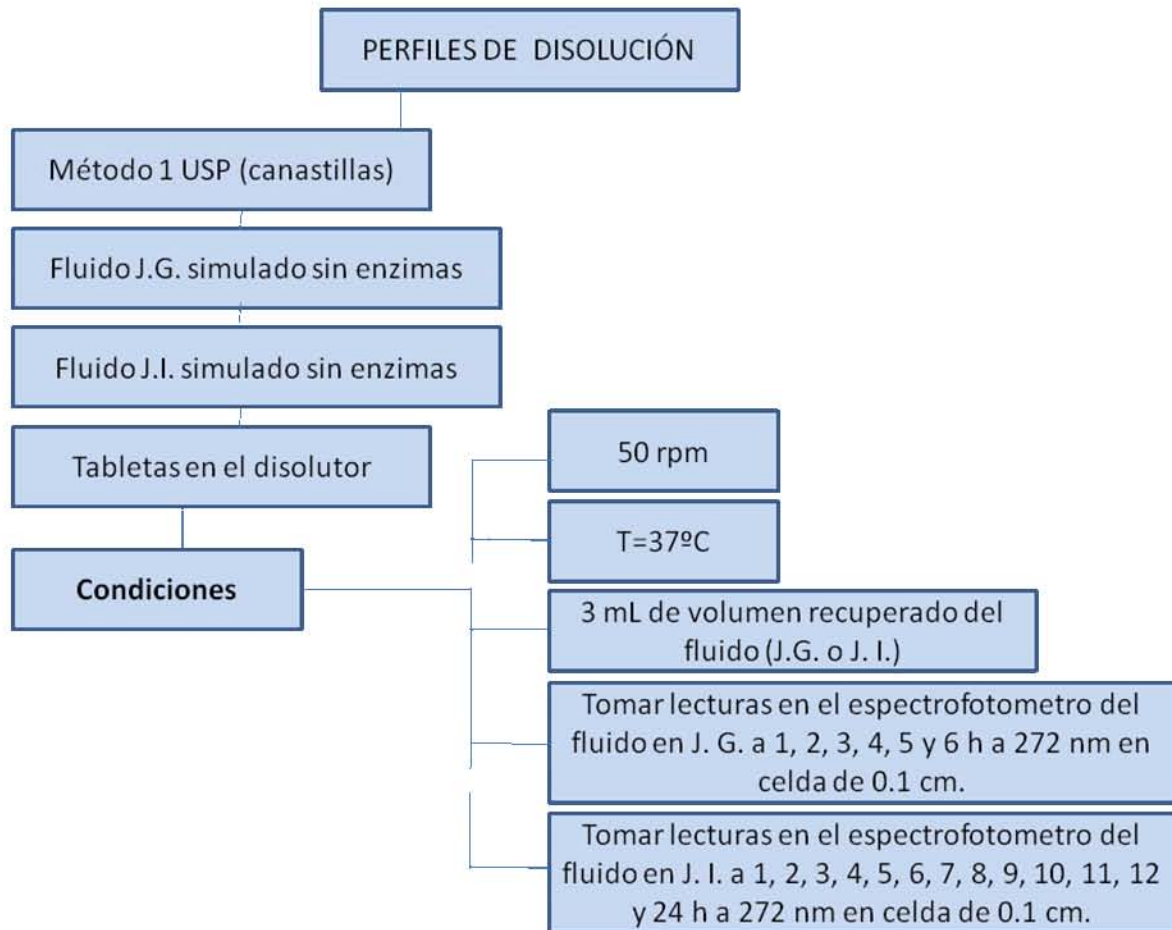 PERFILES DE DISOLUCIÓN
Método 1 USP (canastillas)
Fluido J.G. simulado sin enzimas
Fluido J.I. simulado sin enzimas
Tabletas en el disolutor
Condiciones
50 rpm
T=37ºC
3 mL de volumen recuperado del
fluido (J.G. o J. I.)
Tomar lecturas en el espectrofotometro del
fluido en J. G. a 1, 2, 3, 4, 5 y 6 h a 272 nm en
celda de 0.1 cm.
Tomar lecturas en el espectrofotometro del
fluido en J. I. a 1, 2, 3, 4, 5, 6, 7, 8, 9, 10, 11, 12
y 24 h a 272 nm en celda de 0.1 cm.